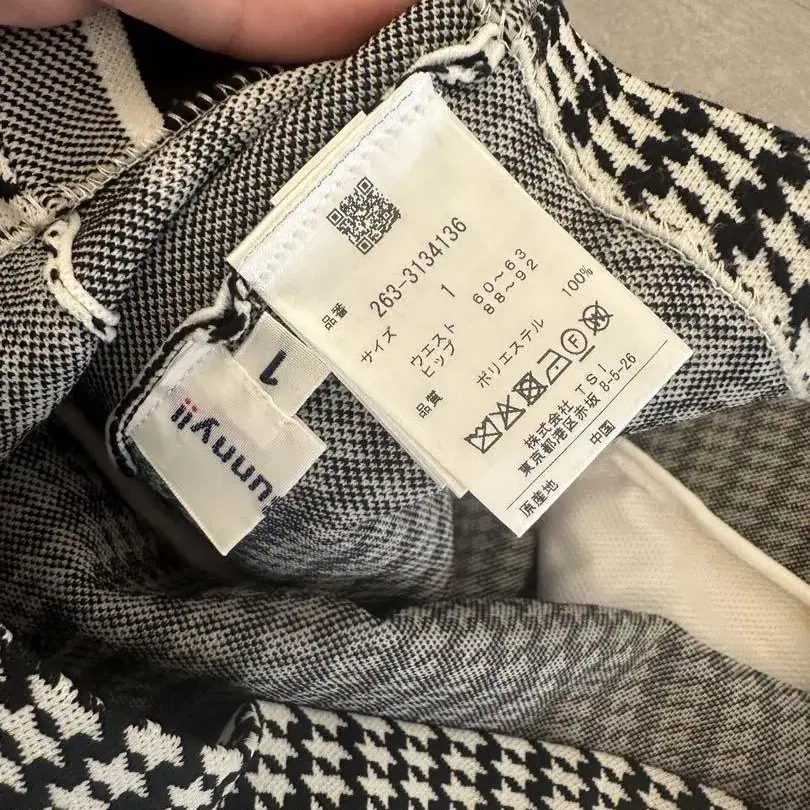 品番 263-3134136
サイズ 1
ウエスト 60~63
ヒップ 88~92
品質 ポリエステル 100%
F
株式会社 TSI
東京都港区赤坂 8-5-26
原産地 中国
1
unnyii